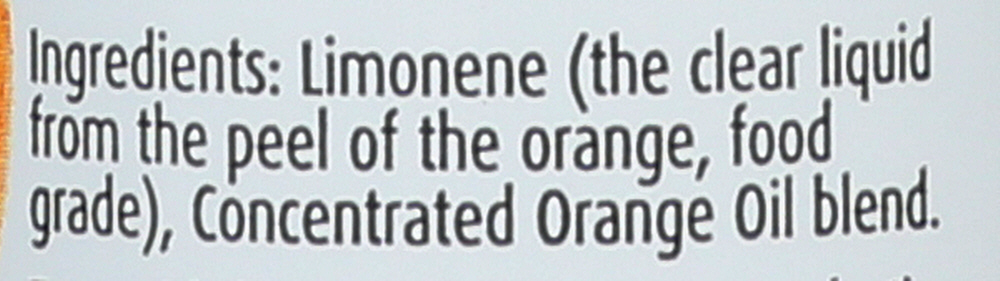 Ingredients: Limonene (the clear liquid
from the peel of the orange, food
grade), Concentrated Orange Oil blend.